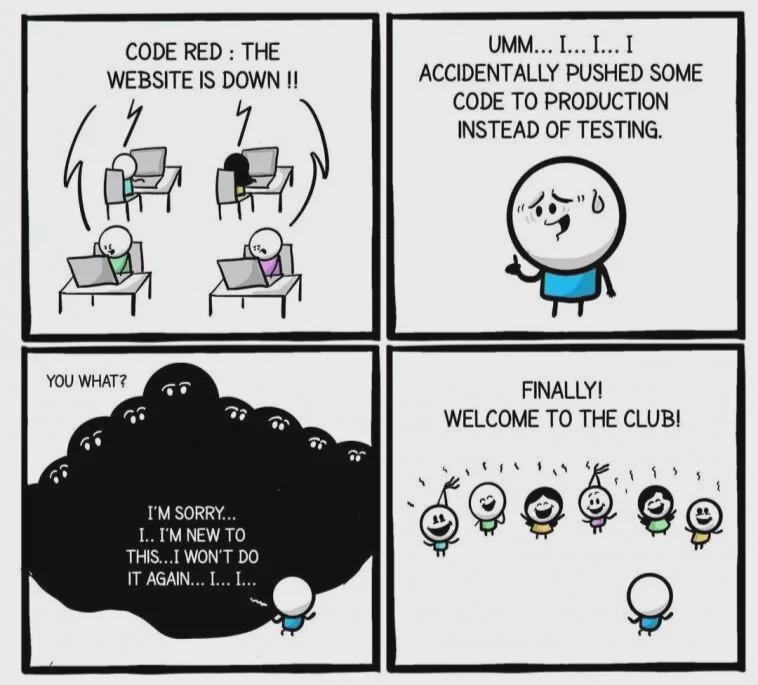 CODE RED : THE
WEBSITE IS DOWN !!
UMM... I... I... I
ACCIDENTALLY PUSHED SOME
CODE TO PRODUCTION
INSTEAD OF TESTING.
YOU WHAT?
I'M SORRY...
I.. I'M NEW TO
THIS...I WON'T DO
IT AGAIN... I... I...
FINALLY!
WELCOME TO THE CLUB!